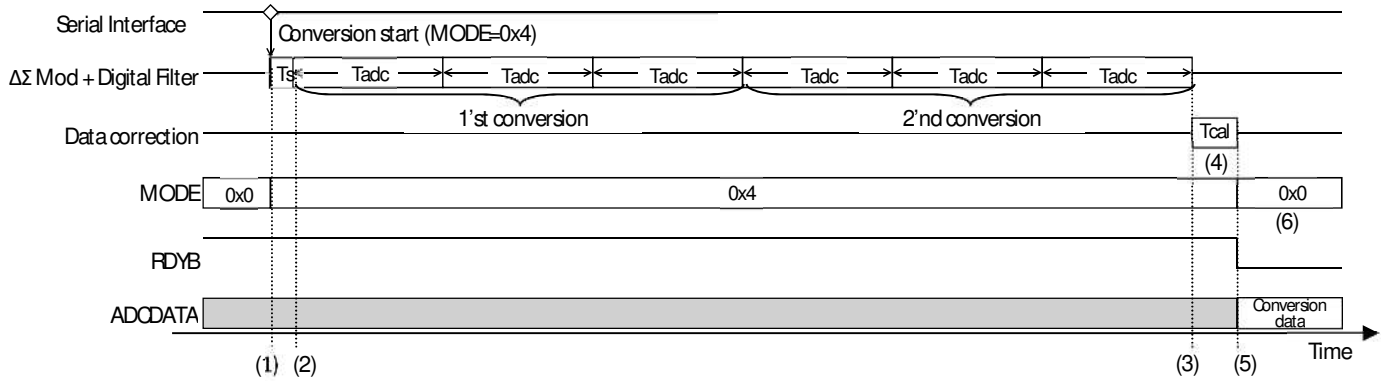 Serial Interface
Conversion start (MODE=0x4)
ΔΣ Mod + Digital Filter
Ts
Tadc
Tadc
Tadc
Tadc
Tadc
Tadc
1'st conversion
2'nd conversion
Data correction
Tcal
(4)
MODE
0x0
0x4
0x0
(6)
RDYB
ADCDATA
Conversion
data
Time
(1)
(2)
(3)
(5)